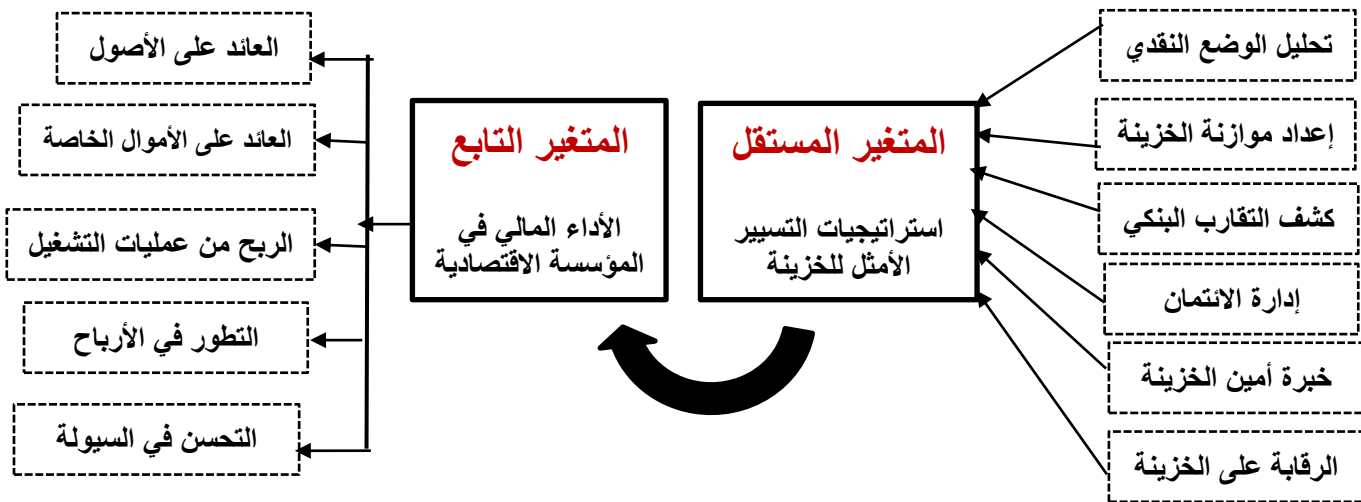 تحليل الوضع النقدي
إعداد موازنة الخزينة
كشف التقارب البنكي
إدارة الائتمان
خبرة أمين الخزينة
الرقابة على الخزينة
المتغير المستقل
استراتيجيات التسيير
الأمثل للخزينة
المتغير التابع
الأداء المالي في
المؤسسة الاقتصادية
العائد على الأصول
العائد على الأموال الخاصة
الربح من عمليات التشغيل
التطور في الأرباح
التحسن في السيولة